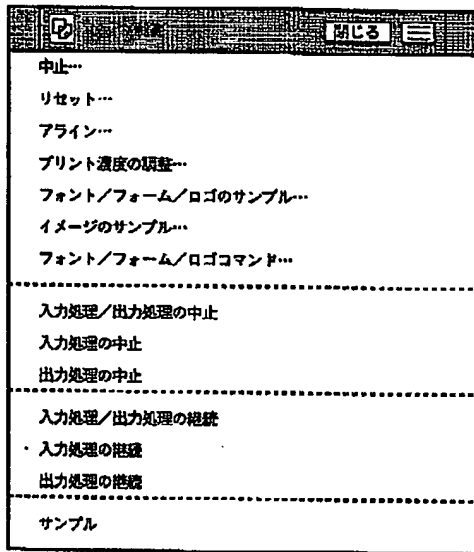 閉じる
中止…
リセット…
アライン…
プリント濃度の調整…
フォント／フォーム／ロゴのサンプル…
イメージのサンプル…
フォント／フォーム／ロゴコマンド…
入力処理／出力処理の中止
入力処理の中止
出力処理の中止
入力処理／出力処理の継続
入力処理の継続
出力処理の継続
サンプル